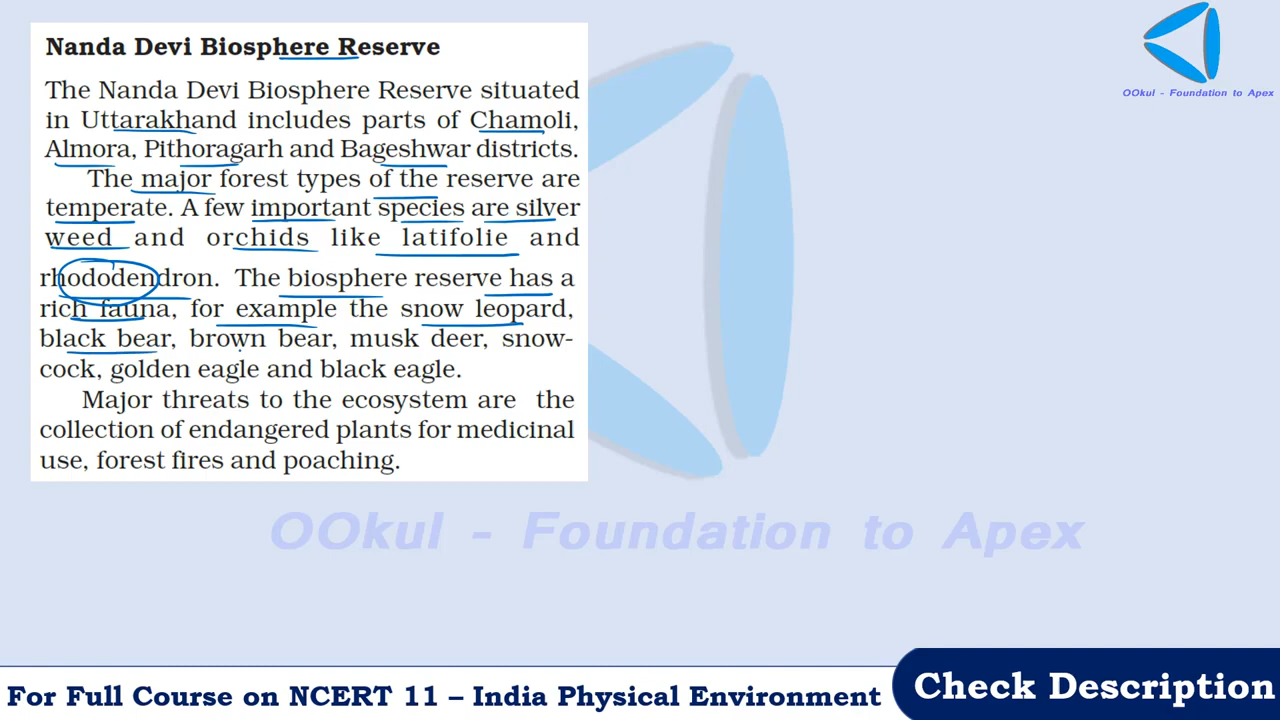 Nanda Devi Biosphere Reserve
The Nanda Devi Biosphere Reserve situated
in Uttarakhand includes parts of Chamoli,
Almora, Pithoragarh and Bageshwar districts.
The major forest types of the reserve are
temperate. A few important species are silver
weed and orchids like latifolie and
rhododendron. The biosphere reserve has a
rich fauna, for example the snow leopard,
black bear, brown bear, musk deer, snow-
cock, golden eagle and black eagle.
Major threats to the ecosystem are the
collection of endangered plants for medicinal
use, forest fires and poaching.
OOkul - Foundation to Apex
OOkul - Foundation to Apex
For Full Course on NCERT 11 – India Physical Environment
Check Description